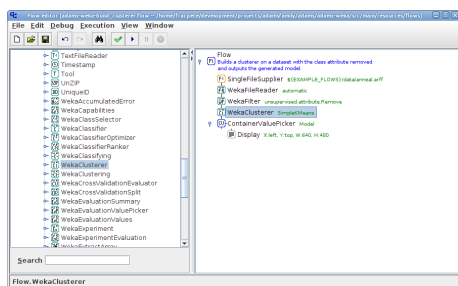 Flow editor [adams-weka-build_clusterer.flow -- /home/fracpete/development/projects/adams/aindy/adams/adams-weka/src/main/resources/flows]
File Edit Debug Execution View Window
TextFileReader
Timestamp
Tool
UnZIP
UniqueID
WekaAccumulatedError
WekaCapabilities
WekaClassSelector
WekaClassifier
WekaClassifierOptimizer
WekaClassifierRanker
WekaClassifying
WekaClusterer
WekaClustering
WekaCrossValidationEvaluator
WekaCrossValidationSplit
WekaEvaluationSummary
WekaEvaluationValuePicker
WekaEvaluationValues
WekaExperiment
WekaExperimentEvaluation
WekaExtractArray
Search
Flow
Builds a clusterer on a dataset with the class attribute removed
and outputs the generated model.
SingleFileSupplier ${EXAMPLE_FLOWS}/data/anneal.arff
WekaFileReader automatic
WekaFilter unsupervised.attribute.Remove
WekaClusterer SimpleKMeans
ContainerValuePicker Model
Display X:left, Y:top, W:640, H:480
Flow.WekaClusterer